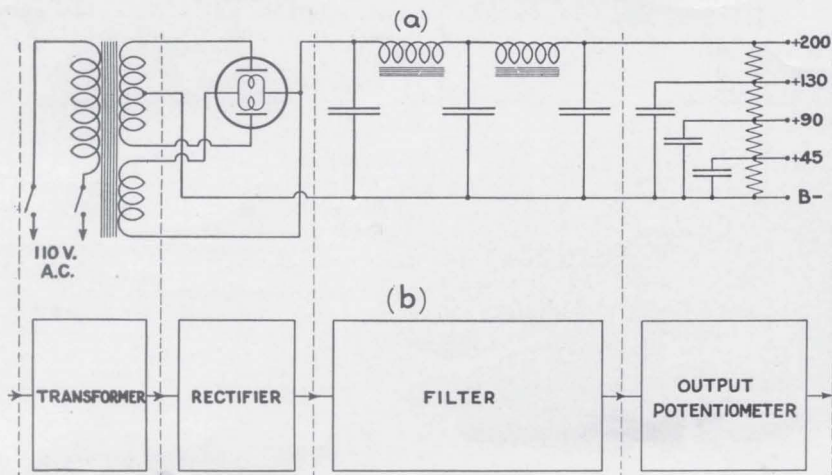 (a)
+200
+130
+90
+45
B-
110 V.
A.C.
(b)
TRANSFORMER
RECTIFIER
FILTER
OUTPUT
POTENTIOMETER